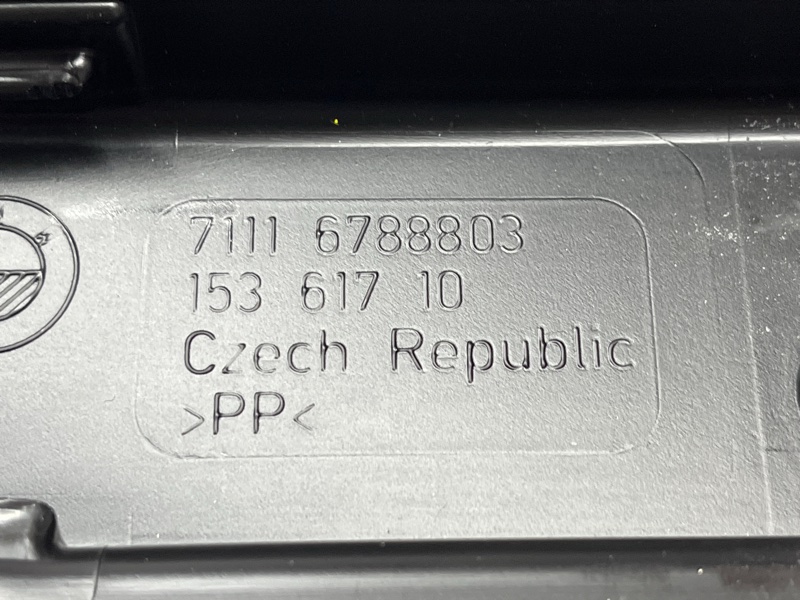 7111 6788803
153 617 10
Czech Republic
>PP<